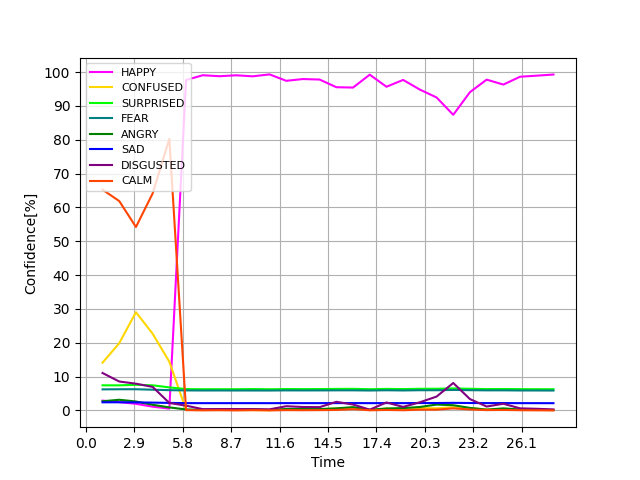 100
90
80
70
60
50
40
30
20
10
0
Confidence[%]
HAPPY
CONFUSED
SURPRISED
FEAR
ANGRY
SAD
DISGUSTED
CALM
0.0 2.9 5.8 8.7 11.6 14.5 17.4 20.3 23.2 26.1
Time